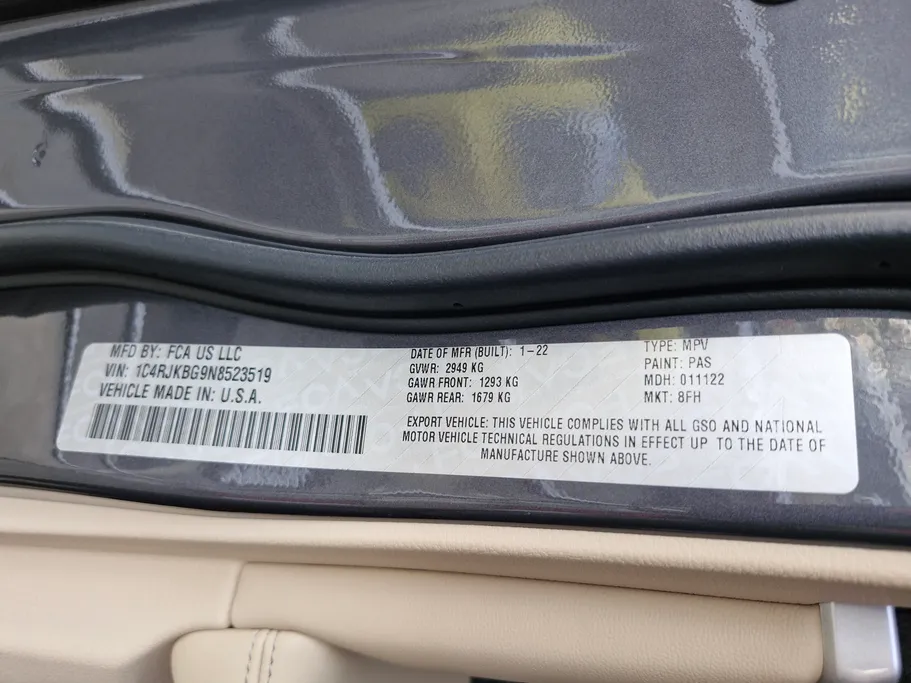 MFD BY: FCA US LLC
VIN: 1C4RJKBG9N8523519
VEHICLE MADE IN: U.S.A.
DATE OF MFR (BUILT): 1-22
GVWR: 2949 KG
GAWR FRONT: 1293 KG
GAWR REAR: 1679 KG
TYPE: MPV
PAINT: PAS
MDH: 011122
MKT: 8FH
EXPORT VEHICLE: THIS VEHICLE COMPLIES WITH ALL GSO AND NATIONAL
MOTOR VEHICLE TECHNICAL REGULATIONS IN EFFECT UP TO THE DATE OF
MANUFACTURE SHOWN ABOVE.